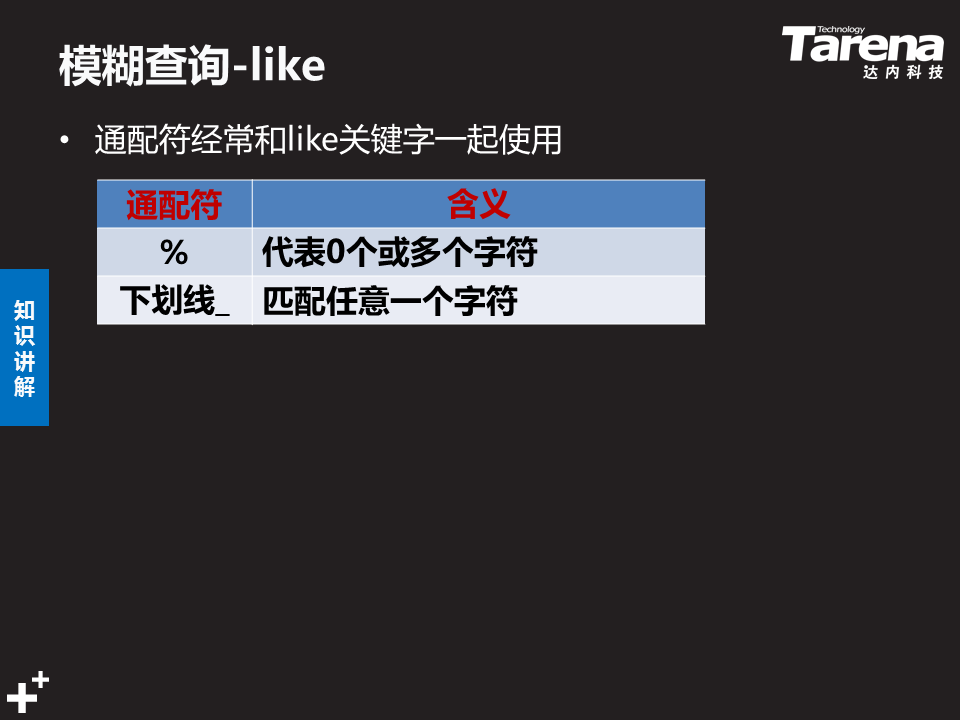 模糊查询-like
Technology
Tarena
达内科技
• 通配符经常和like关键字一起使用
通配符 含义
% 代表0个或多个字符
下划线_ 匹配任意一个字符
知识讲解